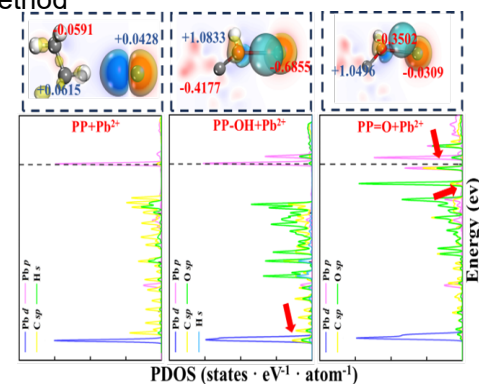 ethod
-0.0591
+0.0428
+0.0615
+1.0833
-0.6855
-0.4177
-0.3502
+1.0496
-0.0309
PP+Pb²⁺
PP-OH+Pb²⁺
PP=O+Pb²⁺
Pb d Pb p
C sp H s
Pb d Pb p
C sp O sp
H s
Pb d Pb p
C sp O sp
H s
Energy (ev)
PDOS (states · eV⁻¹ · atom⁻¹)